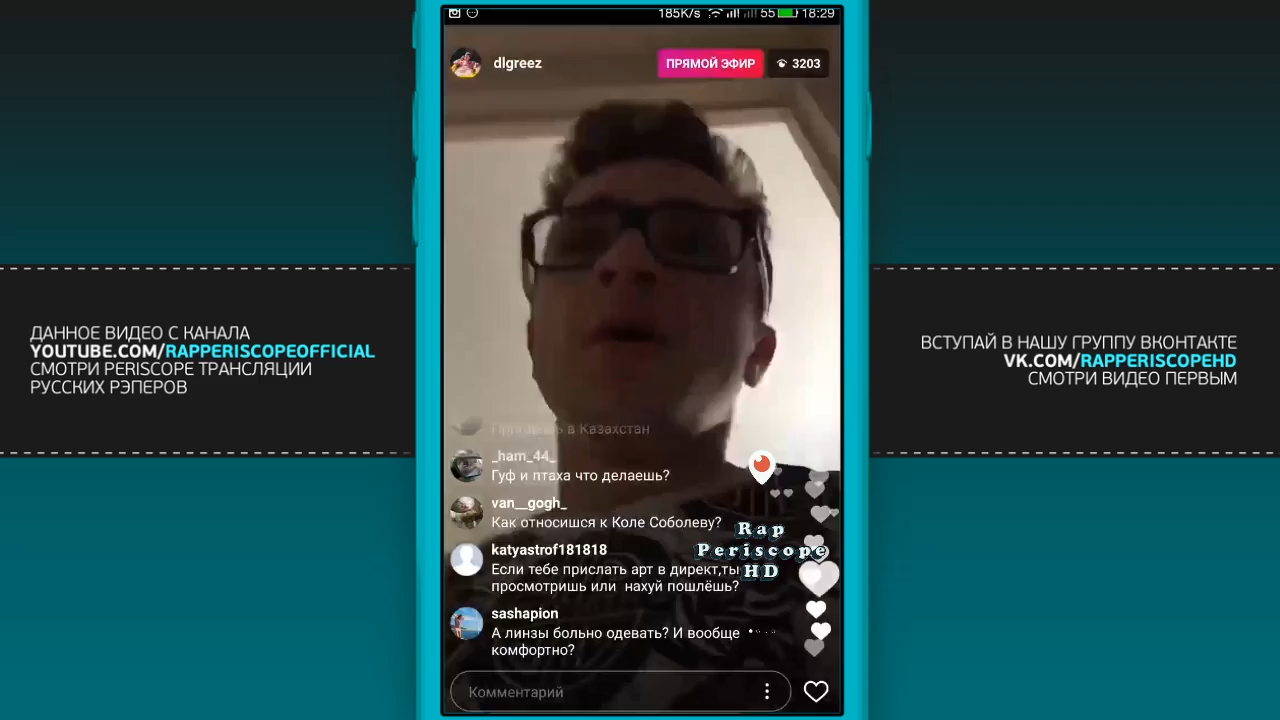 185K/s 55 18:29
dlgreez
ПРЯМОЙ ЭФИР 3203
ДАННОЕ ВИДЕО С КАНАЛА
YOUTUBE.COM/RAPPERISCOPEOFFICIAL
СМОТРИ PERISCOPE ТРАНСЛЯЦИИ
РУССКИХ РЭПЕРОВ
ВСТУПАЙ В НАШУ ГРУППУ ВКОНТАКТЕ
VK.COM/RAPPERISCOPEHD
СМОТРИ ВИДЕО ПЕРВЫМ
в Казахстан
_ham_44_
Гуф и птаха что делаешь?
van__gogh_
Как относишся к Коле Соболеву?
katyastrof181818
Если тебе прислать арт в директ,ты
просмотришь или нахуй пошлёшь?
sashapion
А линзы больно одевать? И вообще
комфортно?
Rap
Periscope
HD
Комментарий